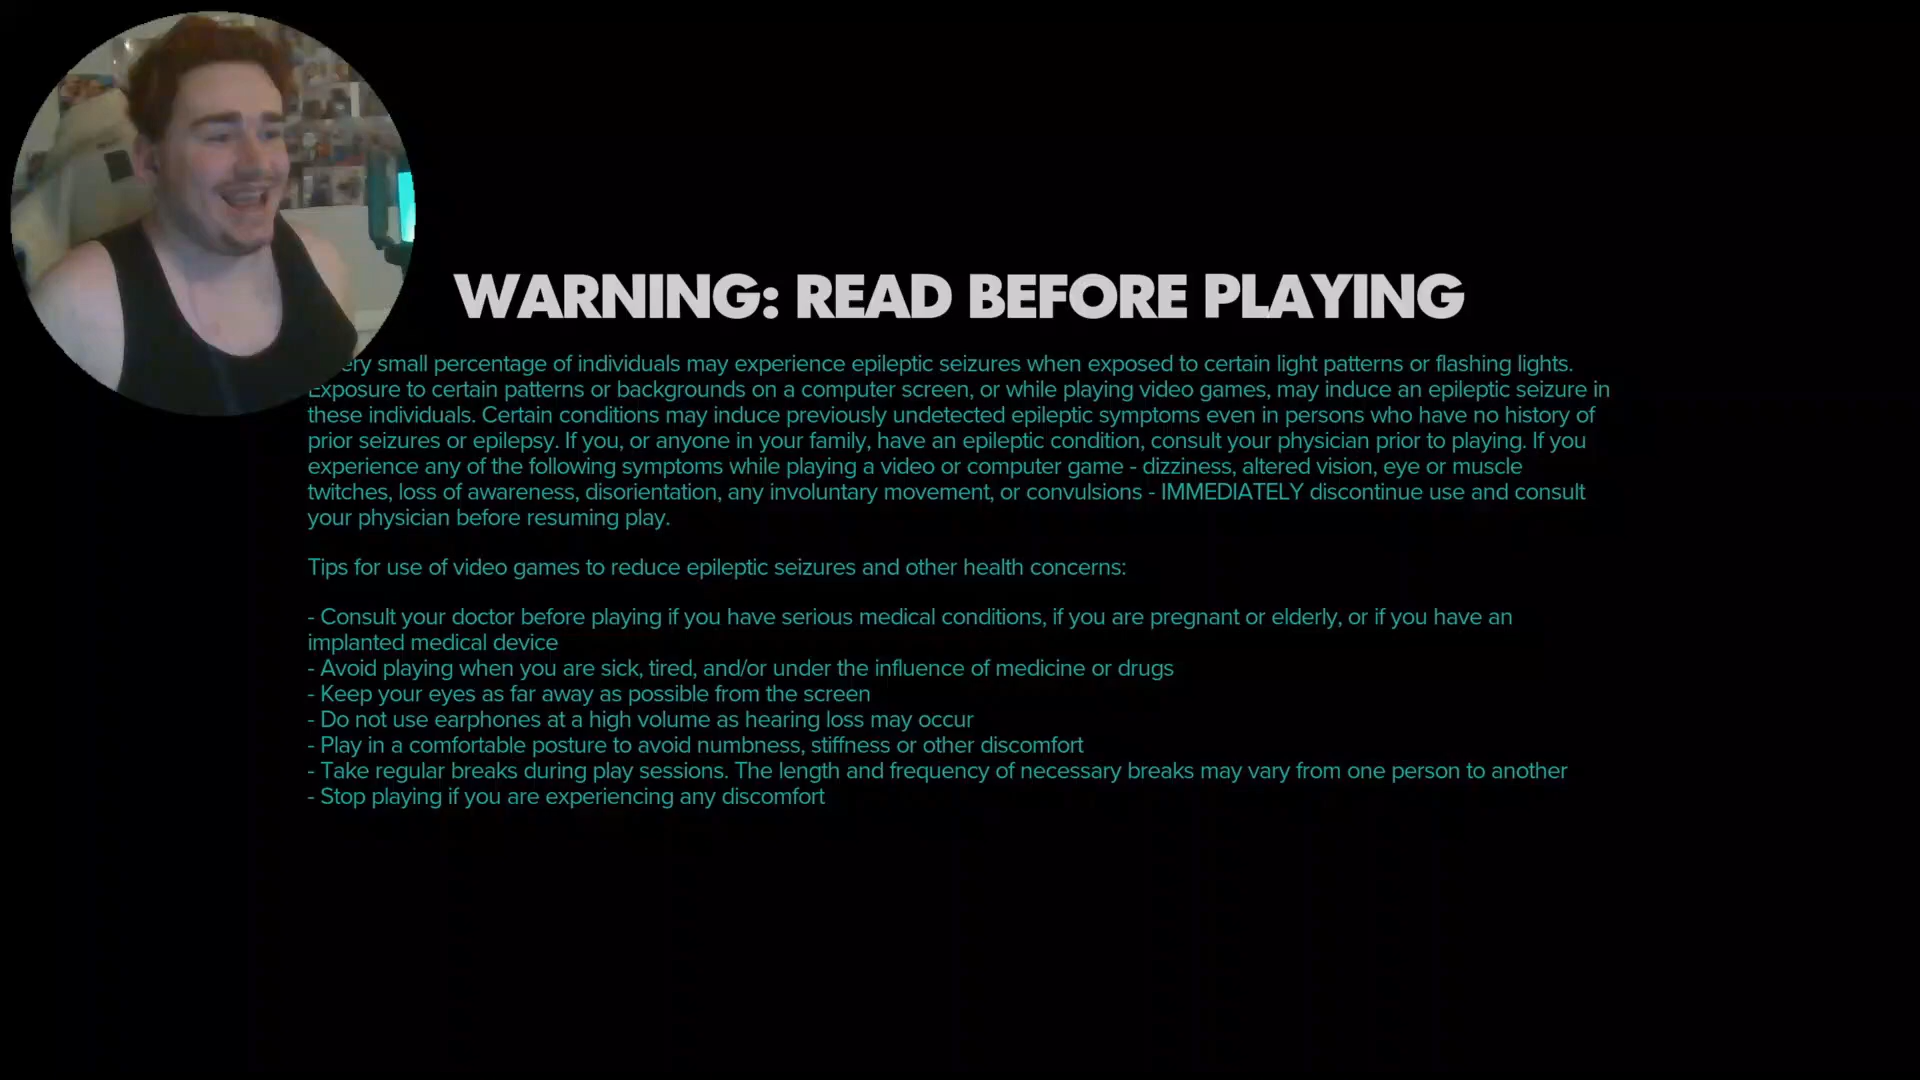 WARNING: READ BEFORE PLAYING
small percentage of individuals may experience epileptic seizures when exposed to certain light patterns or flashing lights.
Exposure to certain patterns or backgrounds on a computer screen, or while playing video games, may induce an epileptic seizure in
these individuals. Certain conditions may induce previously undetected epileptic symptoms even in persons who have no history of
prior seizures or epilepsy. If you, or anyone in your family, have an epileptic condition, consult your physician prior to playing. If you
experience any of the following symptoms while playing a video or computer game - dizziness, altered vision, eye or muscle
twitches, loss of awareness, disorientation, any involuntary movement, or convulsions - IMMEDIATELY discontinue use and consult
your physician before resuming play.
Tips for use of video games to reduce epileptic seizures and other health concerns:
- Consult your doctor before playing if you have serious medical conditions, if you are pregnant or elderly, or if you have an
implanted medical device
- Avoid playing when you are sick, tired, and/or under the influence of medicine or drugs
- Keep your eyes as far away as possible from the screen
- Do not use earphones at a high volume as hearing loss may occur
- Play in a comfortable posture to avoid numbness, stiffness or other discomfort
- Take regular breaks during play sessions. The length and frequency of necessary breaks may vary from one person to another
- Stop playing if you are experiencing any discomfort